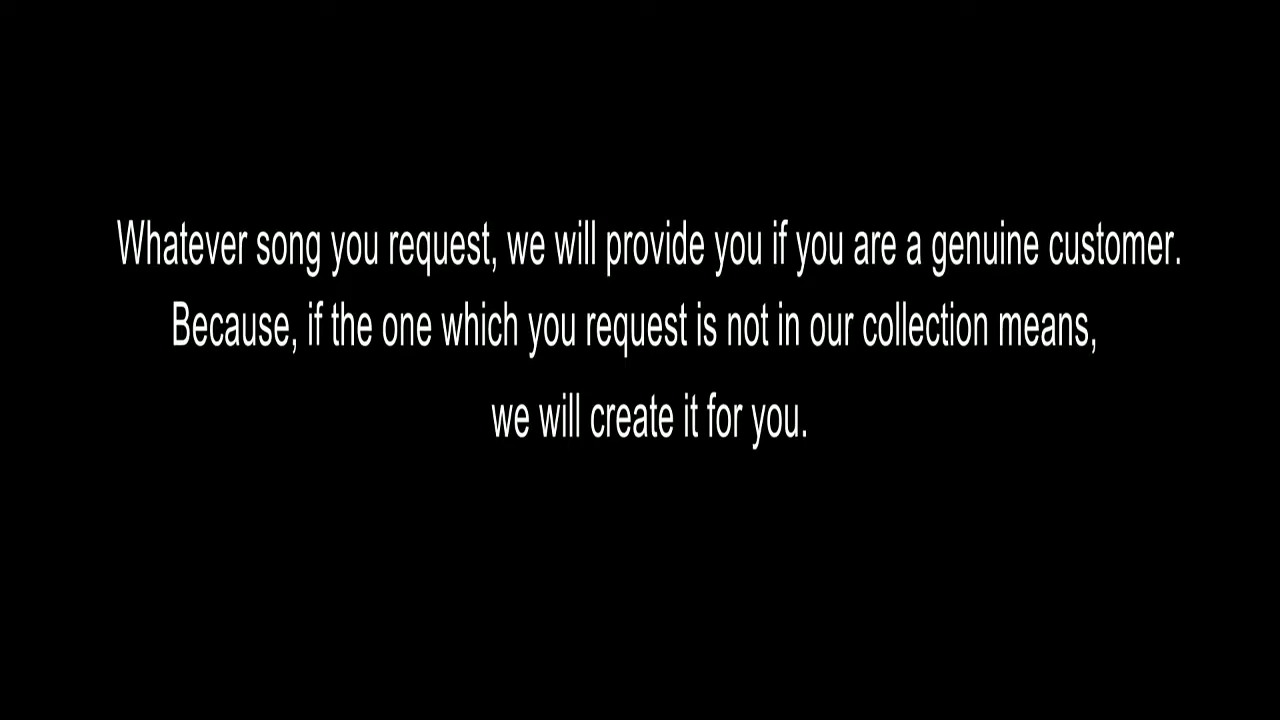 Whatever song you request, we will provide you if you are a genuine customer.
Because, if the one which you request is not in our collection means,
we will create it for you.